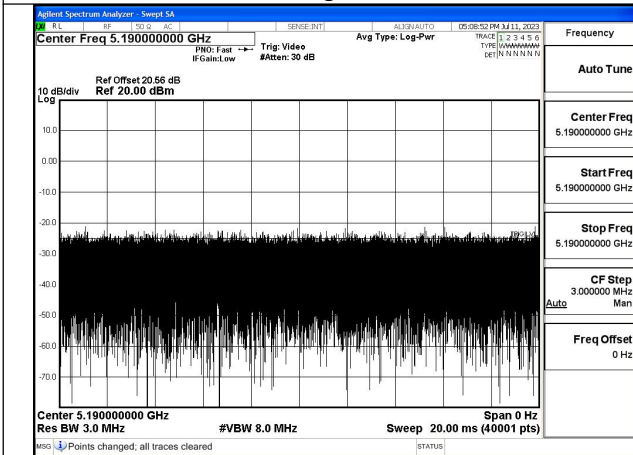 Agilent Spectrum Analyzer - Swept SA
RL RF 50 Ω AC SENSE:INT ALIGN AUTO 05:08:52 PM Jul 11, 2023
Center Freq 5.190000000 GHz
PNO: Fast
IFGain:Low
Trig: Video
#Atten: 30 dB
Avg Type: Log-Pwr
TRACE 1 2 3 4 5 6
TYPE WWWWWW
DET N N N N N N
Ref Offset 20.56 dB
10 dB/div Ref 20.00 dBm
Log
10.0
0.00
-10.0
-20.0
-30.0
-40.0
-50.0
-60.0
-70.0
Center 5.190000000 GHz Span 0 Hz
Res BW 3.0 MHz #VBW 8.0 MHz Sweep 20.00 ms (40001 pts)
MSG Points changed; all traces cleared STATUS
Frequency
Auto Tune
Center Freq
5.190000000 GHz
Start Freq
5.190000000 GHz
Stop Freq
5.190000000 GHz
CF Step
3.000000 MHz
Auto Man
Freq Offset
0 Hz